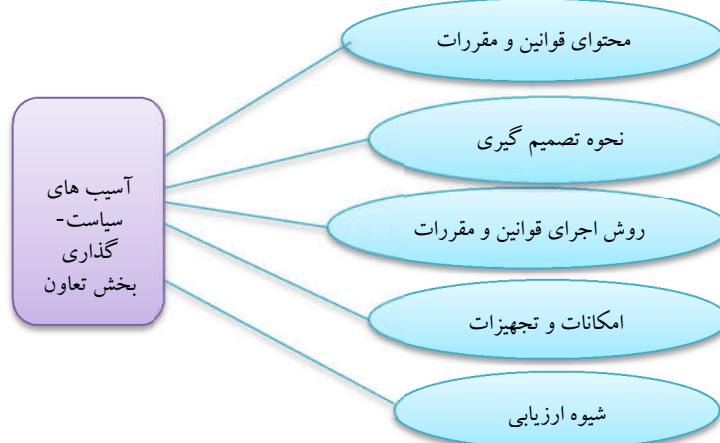 محتوای قوانین و مقررات
نحوه تصمیم گیری
روش اجرای قوانین و مقررات
امکانات و تجهیزات
شیوه ارزیابی
آسیب های
سیاست-
گذاری
بخش تعاون